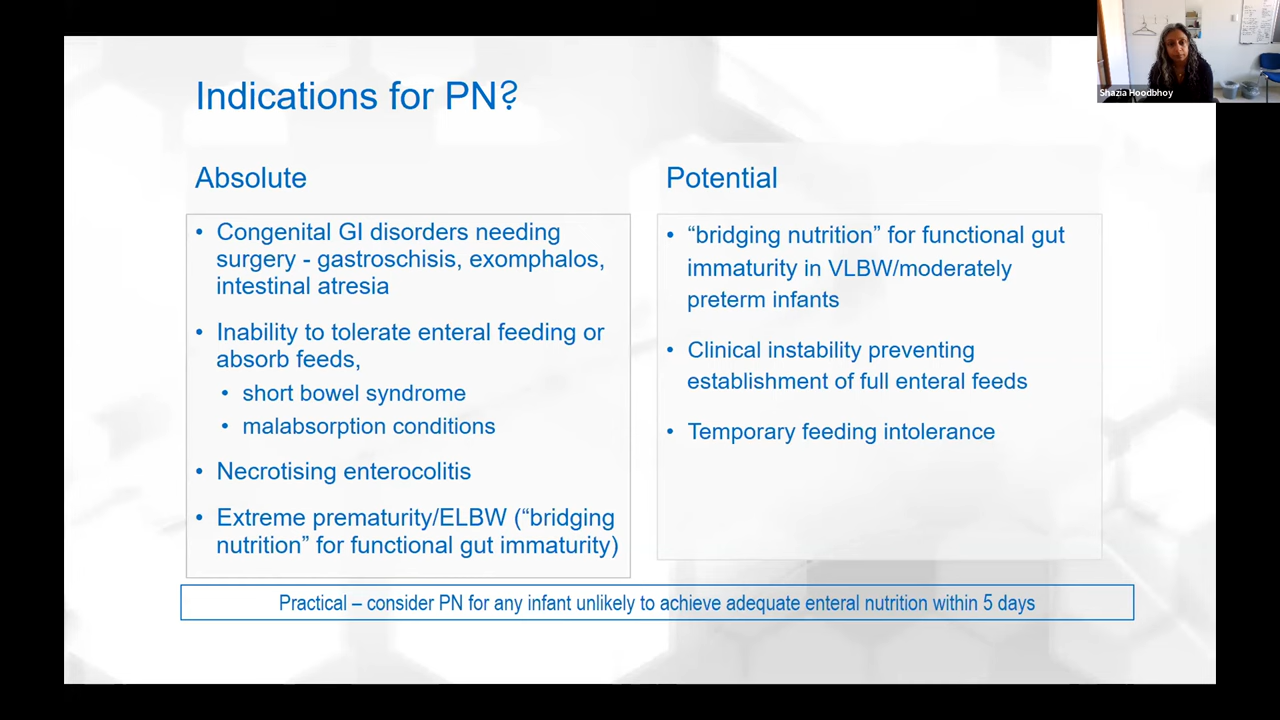 Indications for PN?
Absolute
• Congenital GI disorders needing
surgery - gastroschisis, exomphalos,
intestinal atresia
• Inability to tolerate enteral feeding or
absorb feeds,
• short bowel syndrome
• malabsorption conditions
• Necrotising enterocolitis
• Extreme prematurity/ELBW (“bridging
nutrition” for functional gut immaturity)
Potential
• “bridging nutrition” for functional gut
immaturity in VLBW/moderately
preterm infants
• Clinical instability preventing
establishment of full enteral feeds
• Temporary feeding intolerance
Practical – consider PN for any infant unlikely to achieve adequate enteral nutrition within 5 days
Shazia Hoodbhoy